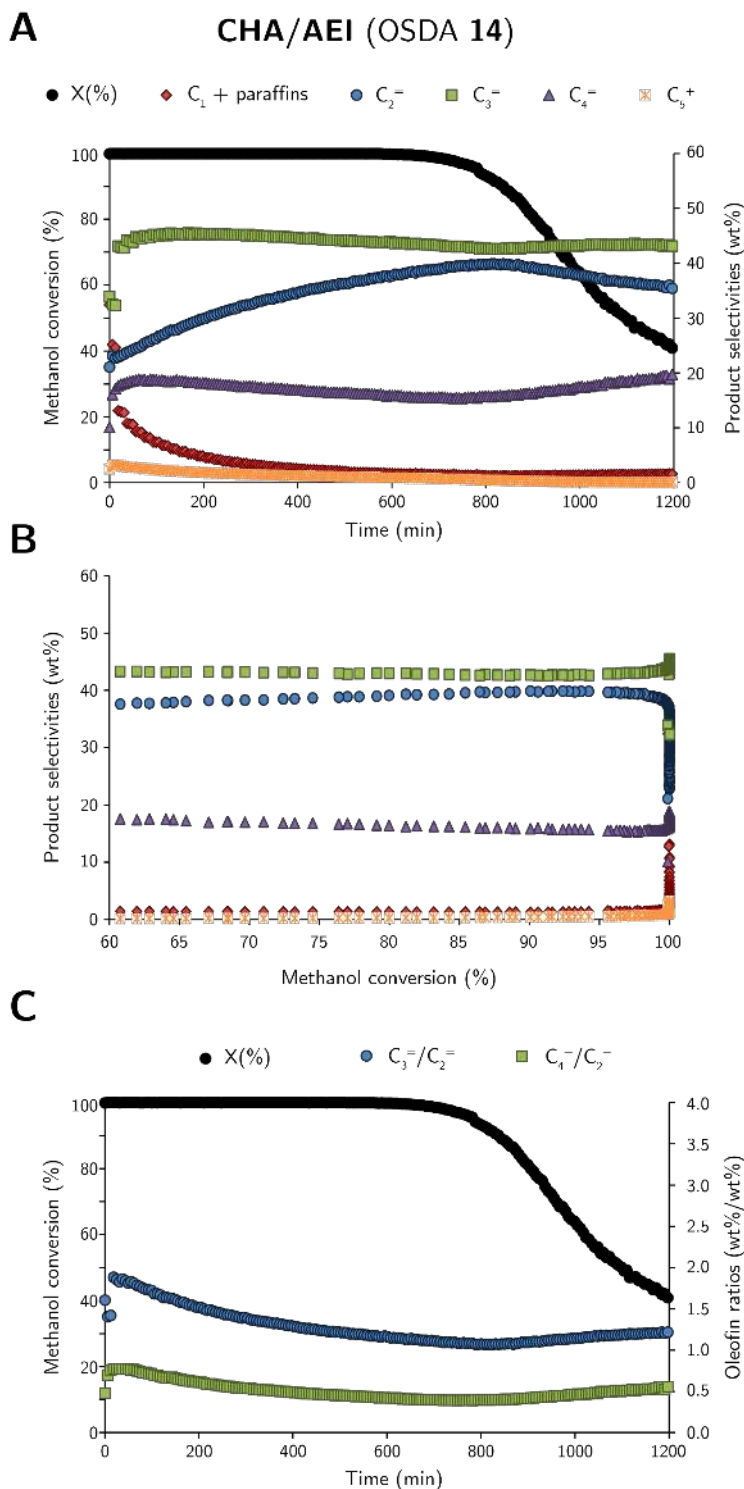 A
CHA/AEI (OSDA 14)
X(%) C₁ + paraffins C₂⁼ C₃⁼ C₄⁼ C₅⁺
100 80 60 40 20 0
Methanol conversion (%)
60 50 40 30 20 10 0
Product selectivities (wt%)
0 200 400 600 800 1000 1200
Time (min)
B
60 50 40 30 20 10 0
Product selectivities (wt%)
60 65 70 75 80 85 90 95 100
Methanol conversion (%)
C
X(%) C₃⁼/C₂⁼ C₄⁼/C₂⁼
100 80 60 40 20 0
Methanol conversion (%)
4.0 3.5 3.0 2.5 2.0 1.5 1.0 0.5 0.0
Oleofin ratios (wt%/wt%)
0 200 400 600 800 1000 1200
Time (min)